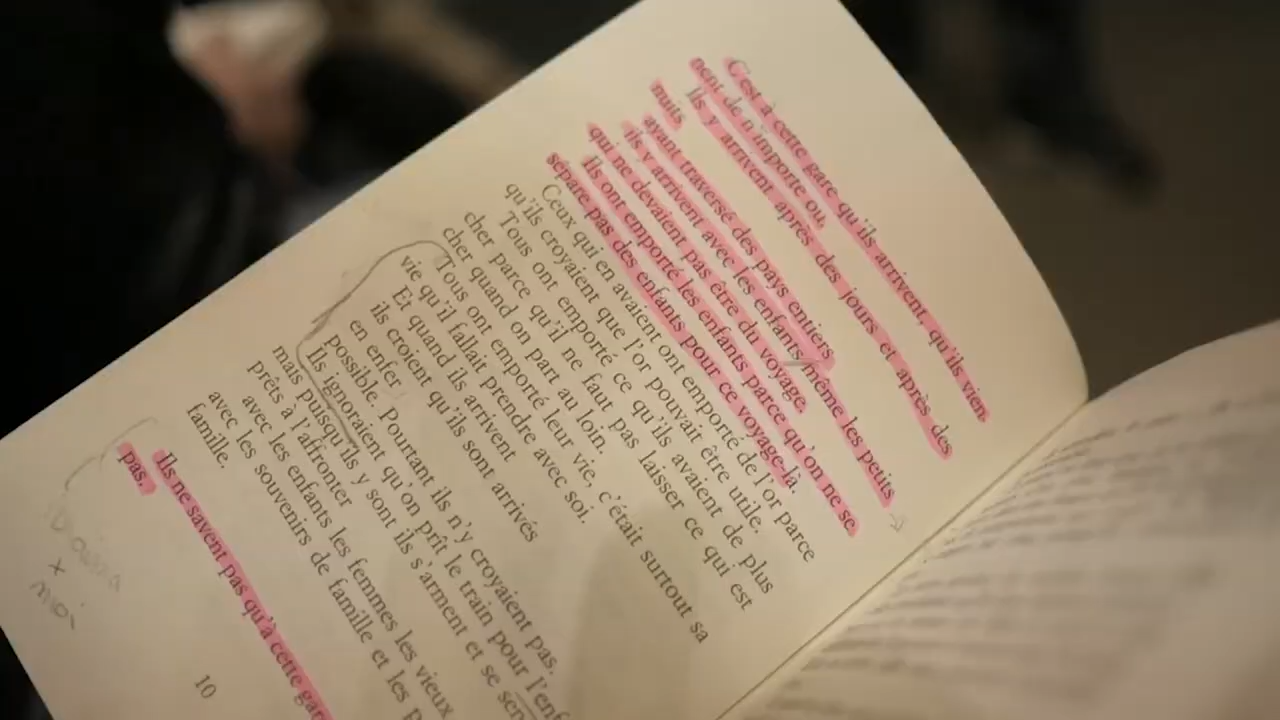 C'est à cette gare qu'ils arrivent, qu'ils vien-
nent de n'importe où.
Ils y arrivent après des jours et après des
nuits
ayant traversé des pays entiers
ils y arrivent avec les enfants même les petits
qui ne devaient pas être du voyage.
Ils ont emporté les enfants parce qu'on ne se
sépare pas des enfants pour ce voyage-là.
Ceux qui en avaient ont emporté de l'or parce
qu'ils croyaient que l'or pouvait être utile.
Tous ont emporté ce qu'ils avaient de plus
cher parce qu'il ne faut pas laisser ce qui est
cher quand on part au loin.
Tous ont emporté leur vie, c'était surtout sa
vie qu'il fallait prendre avec soi.
Et quand ils arrivent
ils croient qu'ils sont arrivés
en enfer
possible. Pourtant ils n'y croyaient pas.
Ils ignoraient qu'on prît le train pour l'enf
mais puisqu'ils y sont ils s'arment et se sen
prêts à l'affronter
avec les enfants les femmes les vieux
avec les souvenirs de famille et les p
famille.
Ils ne savent pas qu'à cette gar
pas.
+
moi
10